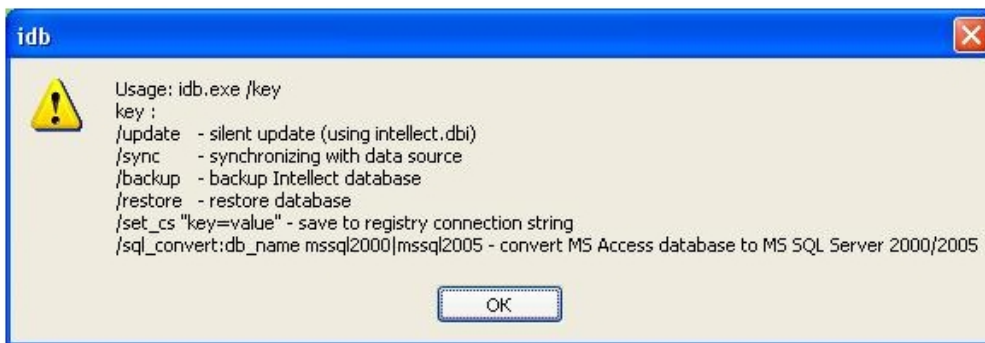 idb
Usage: idb.exe /key
key :
/update - silent update (using intellect.dbi)
/sync - synchronizing with data source
/backup - backup Intellect database
/restore - restore database
/set_cs "key=value" - save to registry connection string
/sql_convert:db_name mssql2000|mssql2005 - convert MS Access database to MS SQL Server 2000/2005
OK